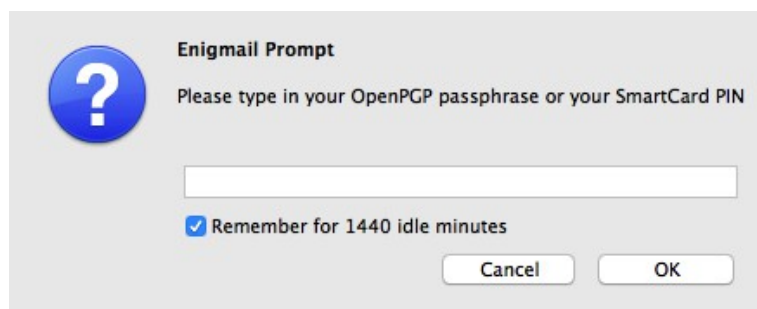 Enigmail Prompt
Please type in your OpenPGP passphrase or your SmartCard PIN
Remember for 1440 idle minutes
Cancel OK